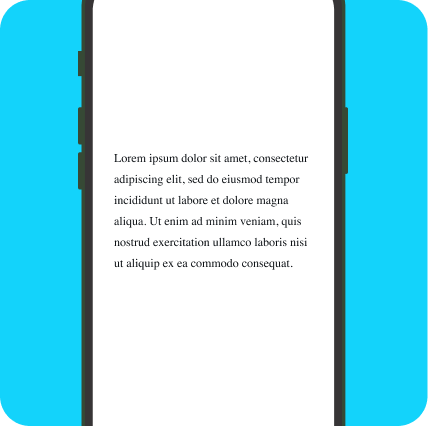 Lorem ipsum dolor sit amet, consectetur
adipiscing elit, sed do eiusmod tempor
incididunt ut labore et dolore magna
aliqua. Ut enim ad minim veniam, quis
nostrud exercitation ullamco laboris nisi
ut aliquip ex ea commodo consequat.